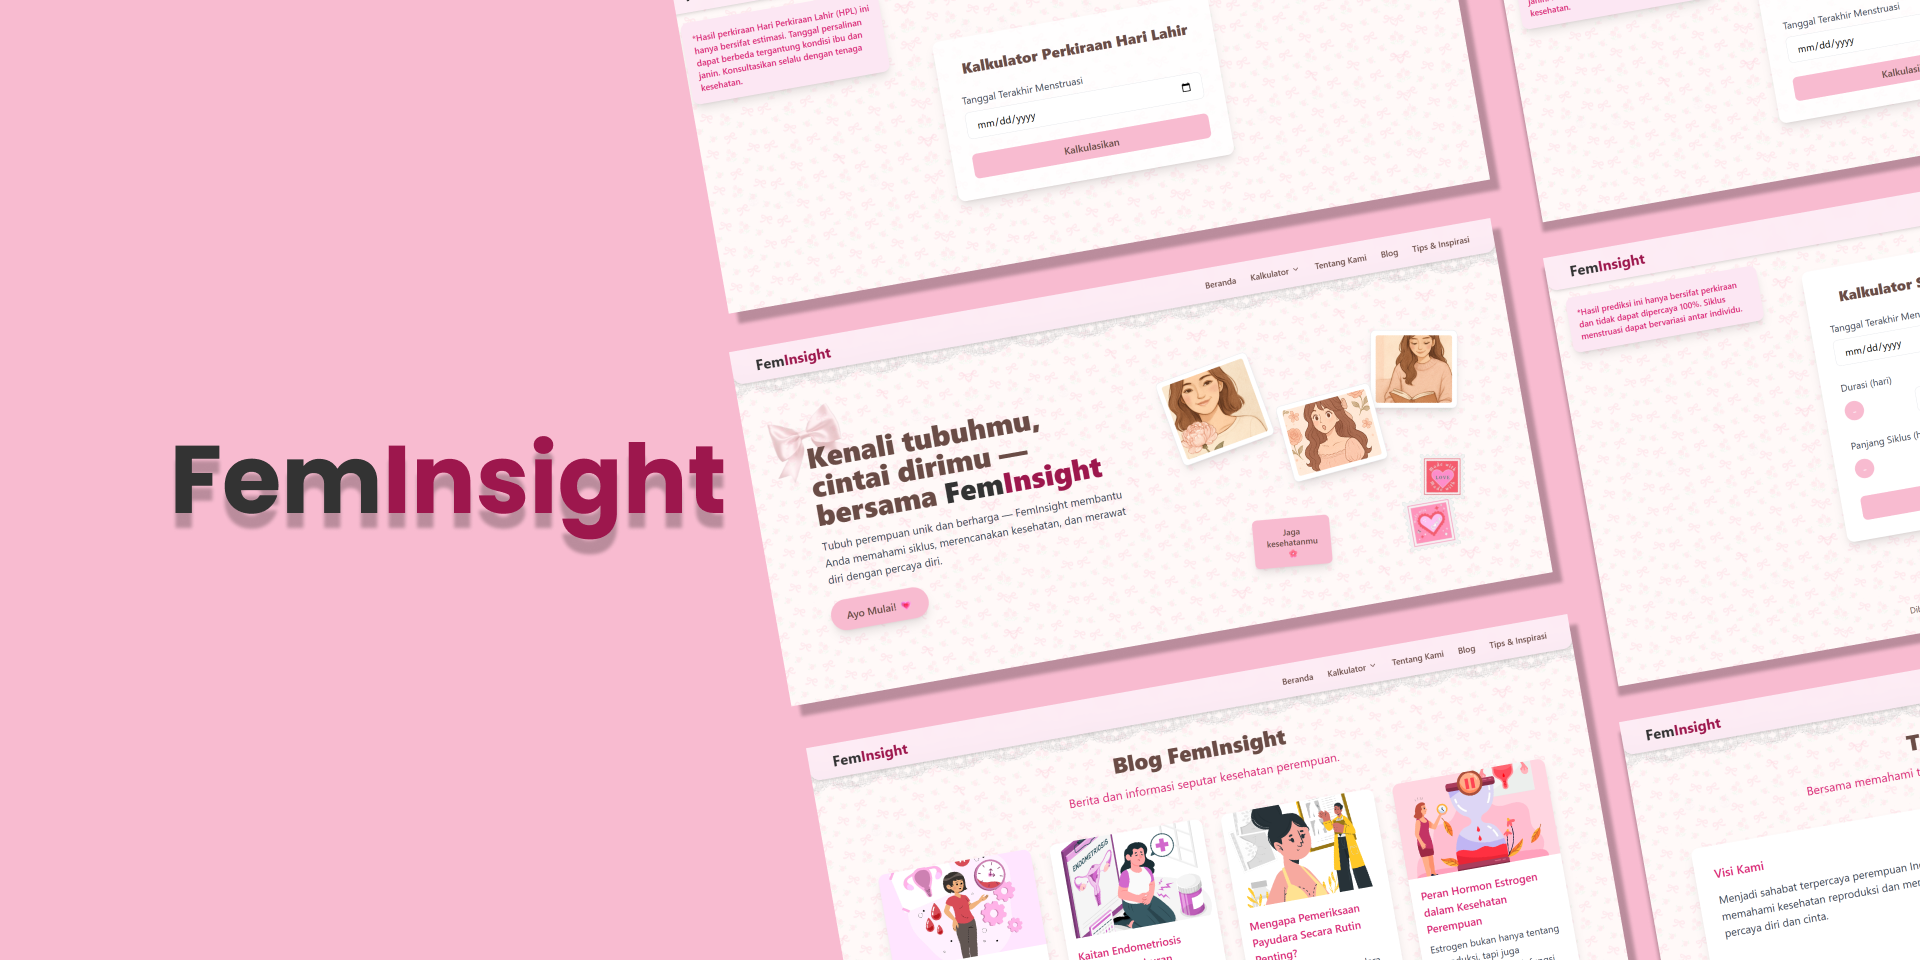 FemInsight
*Hasil perkiraan Hari Perkiraan Lahir (HPL) ini
hanya bersifat estimasi. Tanggal persalinan
dapat berbeda tergantung kondisi ibu dan
janin. Konsultasikan selalu dengan tenaga
kesehatan.
Kalkulator Perkiraan Hari Lahir
Tanggal Terakhir Menstruasi
mm/dd/yyyy
Kalkulasikan
kesehatan.
Tanggal Terakhir Menstruasi
mm/dd/yyyy
FemInsight
Beranda
Kalkulator
Tentang Kami
Blog
Tips & Inspirasi
Kenali tubuhmu,
cintai dirimu —
bersama FemInsight
Tubuh perempuan unik dan berharga — FemInsight membantu
Anda memahami siklus, merencanakan kesehatan, dan merawat
diri dengan percaya diri.
Ayo Mulai!
Jaga
kesehatanmu
LOVE
FemInsight
*Hasil prediksi ini hanya bersifat perkiraan
dan tidak dapat dipercaya 100%. Siklus
menstruasi dapat bervariasi antar individu.
Kalkulator S
Tanggal Terakhir Men
mm/dd/yyyy
Durasi (hari)
-
Panjang Siklus (h
-
FemInsight
Beranda
Kalkulator
Tentang Kami
Blog
Tips & Inspirasi
Blog FemInsight
Berita dan informasi seputar kesehatan perempuan.
ENDOMETRIOSIS
Kaitan Endometriosis
Mengapa Pemeriksaan
Payudara Secara Rutin
Penting?
Peran Hormon Estrogen
dalam Kesehatan
Perempuan
Estrogen bukan hanya tentang
FemInsight
T
Bersama memahami t
Visi Kami
Menjadi sahabat terpercaya perempuan In
memahami kesehatan reproduksi dan mer
percaya diri dan cinta.